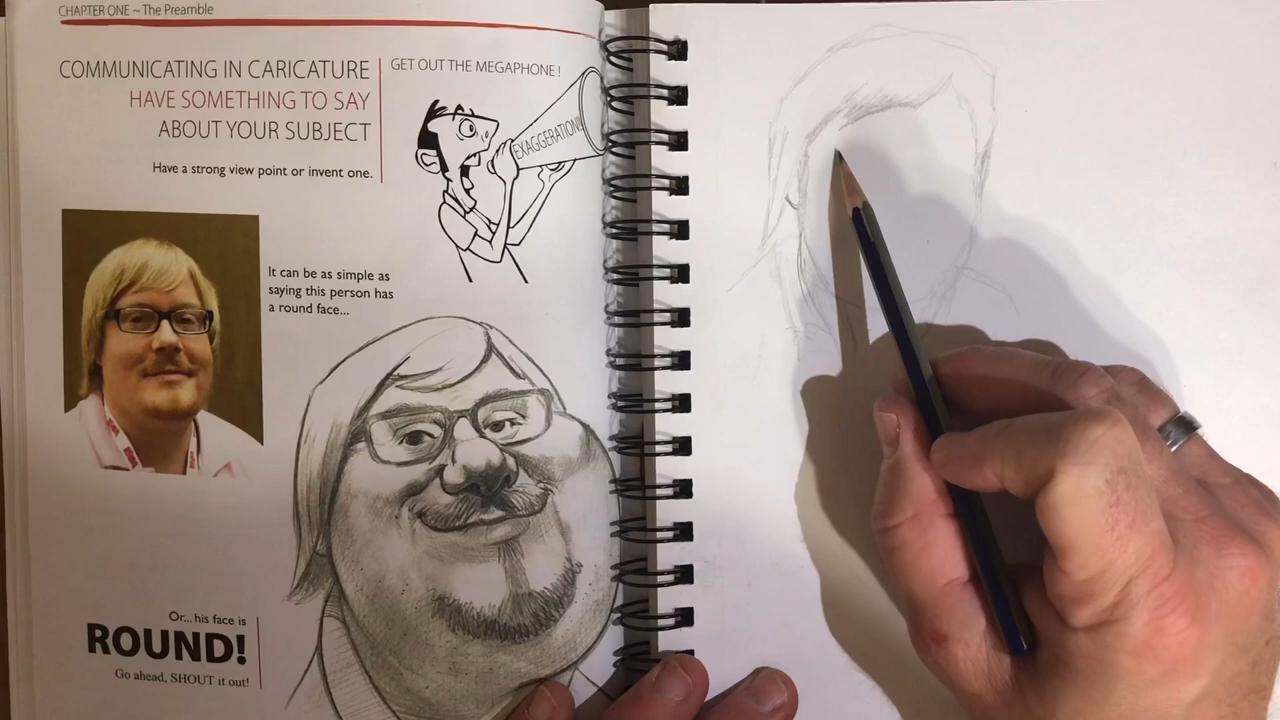 CHAPTER ONE ~ The Preamble
COMMUNICATING IN CARICATURE
HAVE SOMETHING TO SAY
ABOUT YOUR SUBJECT
Have a strong view point or invent one.
GET OUT THE MEGAPHONE !
EXAGGERATION!
It can be as simple as
saying this person has
a round face...
Or... his face is
ROUND!
Go ahead, SHOUT it out!